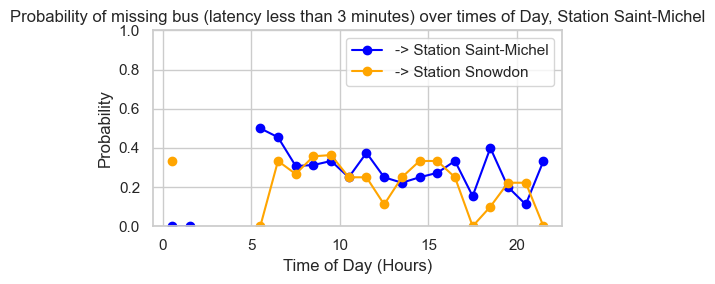 Probability of missing bus (latency less than 3 minutes) over times of Day, Station Saint-Michel
1.0
0.8
0.6
0.4
0.2
0.0
Probability
-> Station Saint-Michel
-> Station Snowdon
0
5
10
15
20
Time of Day (Hours)